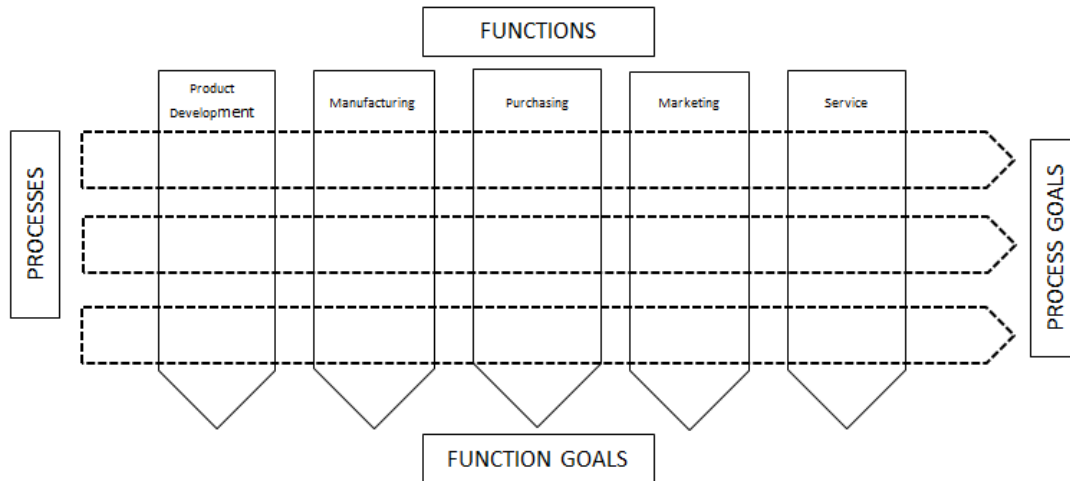 FUNCTIONS
Product
Development
Manufacturing
Purchasing
Marketing
Service
PROCESSES
PROCESS GOALS
FUNCTION GOALS